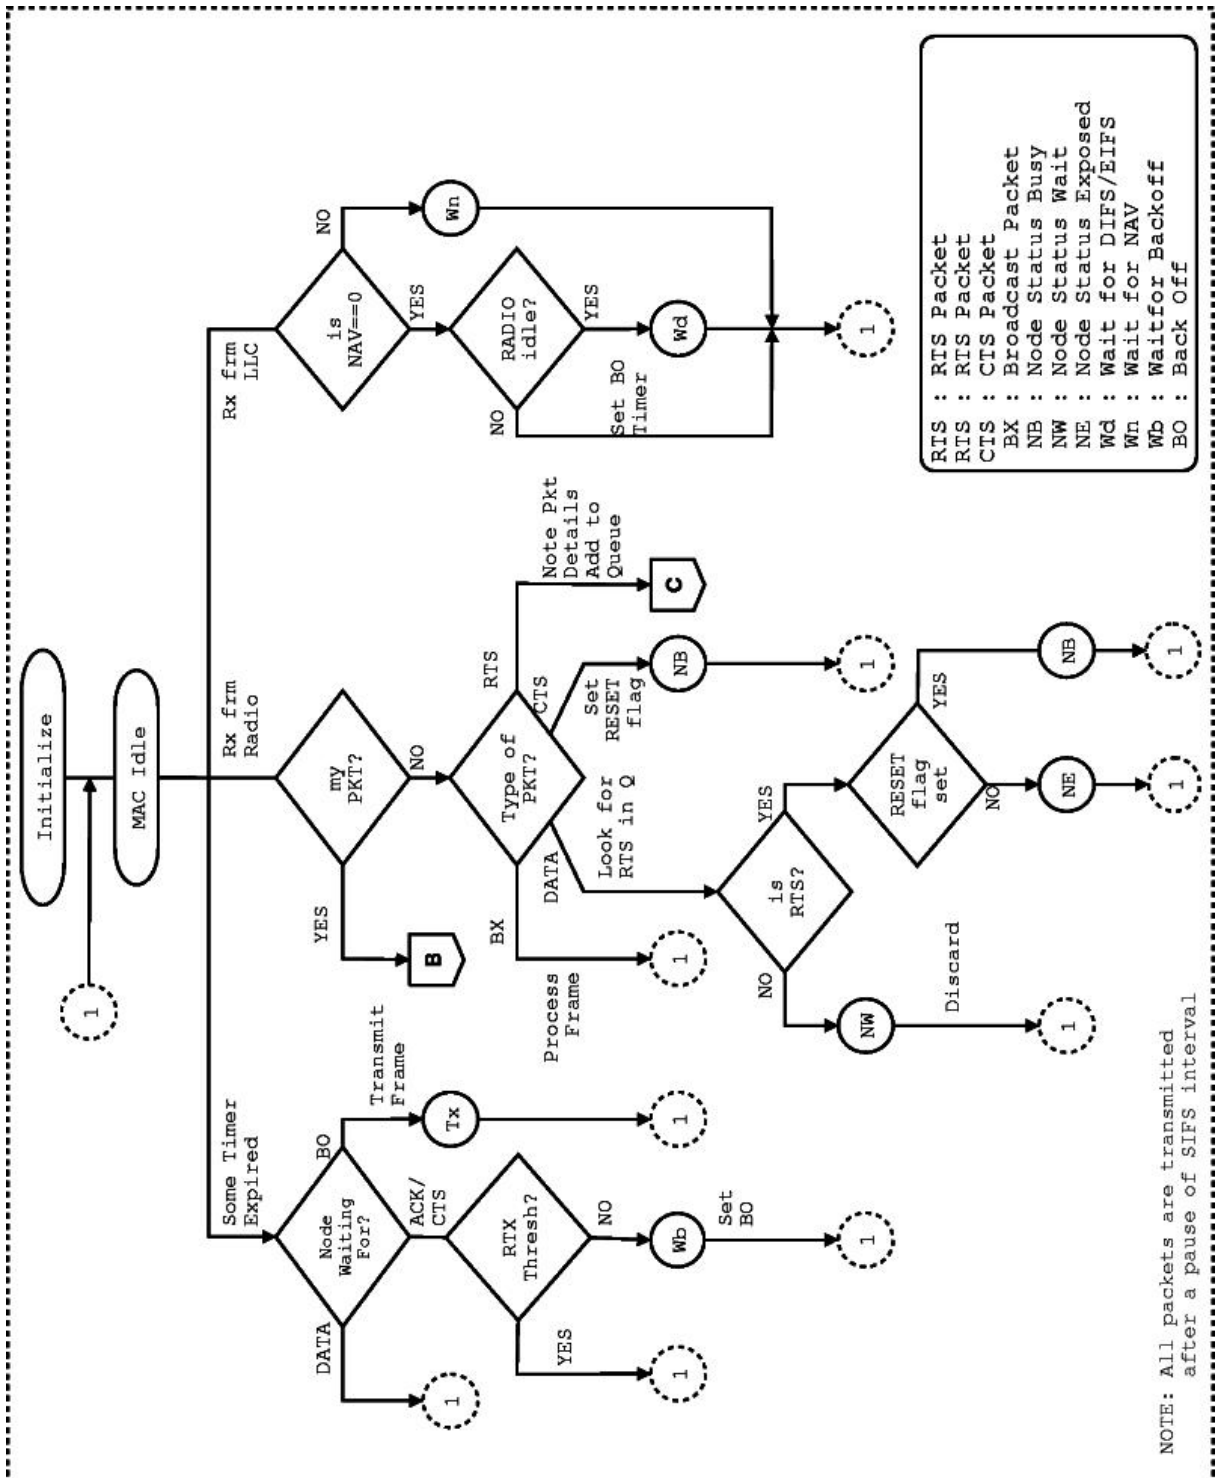 Initialize
1
MAC Idle
Some Timer
Expired
Rx frm
Radio
Rx frm
LLC
Node
Waiting
For?
DATA
BO
ACK/
CTS
Transmit
Frame
1
Tx
RTX
Thresh?
YES
NO
1
1
Wb
Set
BO
1
my
PKT?
YES
NO
B
Type of
PKT?
BX
DATA
CTS
RTS
Process
Frame
1
Look for
RTS in Q
Set
RESET
flag
NB
1
Note Pkt
Details
Add to
Queue
C
is
RTS?
NO
YES
NW
Discard
1
RESET
flag
set
NO
YES
NE
1
NB
1
is
NAV==0
NO
YES
Wn
RADIO
idle?
NO
YES
Set BO
Timer
Wd
1
RTS : RTS Packet
RTS : RTS Packet
CTS : CTS Packet
BX : Broadcast Packet
NB : Node Status Busy
NW : Node Status Wait
NE : Node Status Exposed
Wd : Wait for DIFS/EIFS
Wn : Wait for NAV
Wb : Waitfor Backoff
BO : Back Off
NOTE: All packets are transmitted
after a pause of SIFS interval